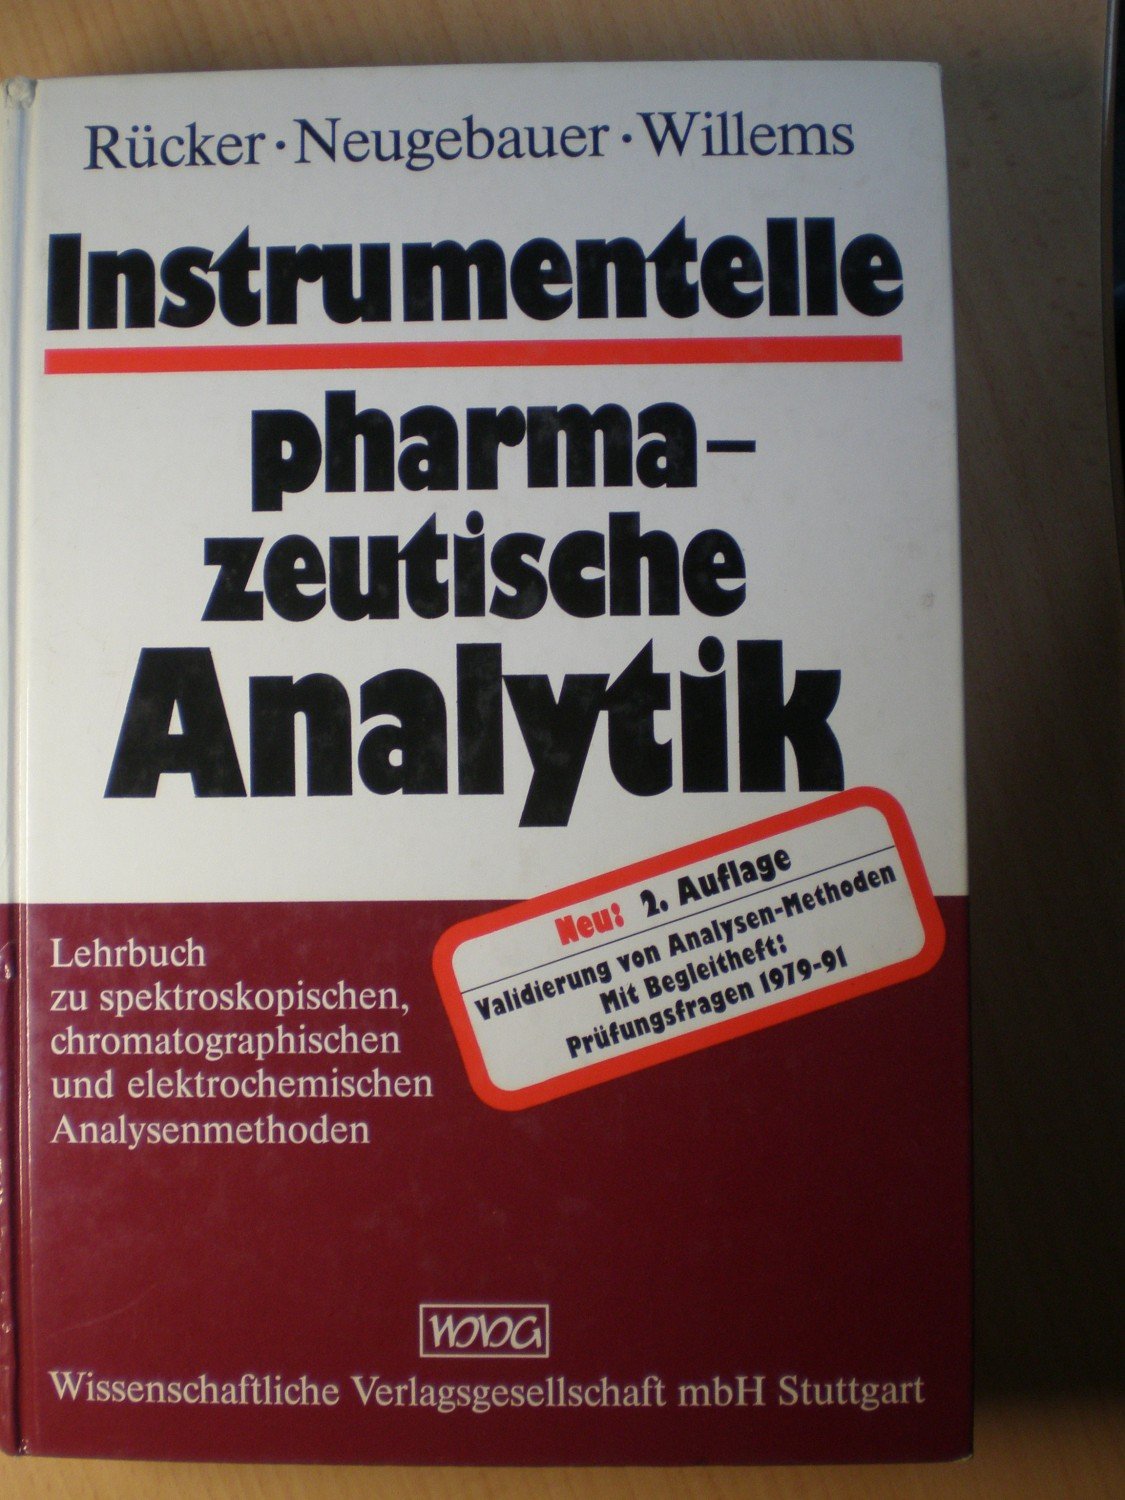 Rücker · Neugebauer · Willems
Instrumentelle
pharma-
zeutische
Analytik
Neu: 2. Auflage
Validierung von Analysen-Methoden
Mit Begleitheft:
Prüfungsfragen 1979-91
Lehrbuch
zu spektroskopischen,
chromatographischen
und elektrochemischen
Analysenmethoden
WVG
Wissenschaftliche Verlagsgesellschaft mbH Stuttgart